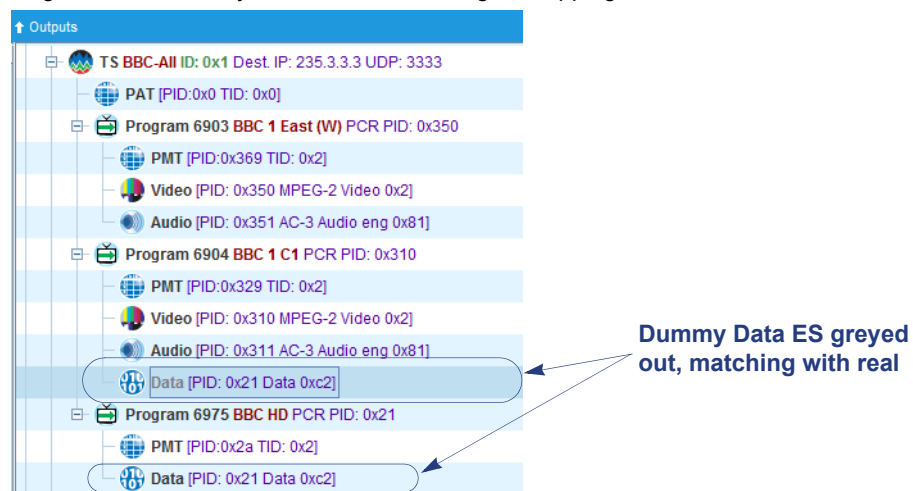 Outputs
TS BBC-All ID: 0x1 Dest. IP: 235.3.3.3 UDP: 3333
PAT [PID:0x0 TID: 0x0]
Program 6903 BBC 1 East (W) PCR PID: 0x350
PMT [PID:0x369 TID: 0x2]
Video [PID: 0x350 MPEG-2 Video 0x2]
Audio [PID: 0x351 AC-3 Audio eng 0x81]
Program 6904 BBC 1 C1 PCR PID: 0x310
PMT [PID:0x329 TID: 0x2]
Video [PID: 0x310 MPEG-2 Video 0x2]
Audio [PID: 0x311 AC-3 Audio eng 0x81]
Data [PID: 0x21 Data 0xc2]
Program 6975 BBC HD PCR PID: 0x21
PMT [PID:0x2a TID: 0x2]
Data [PID: 0x21 Data 0xc2]
Dummy Data ES greyed
out, matching with real